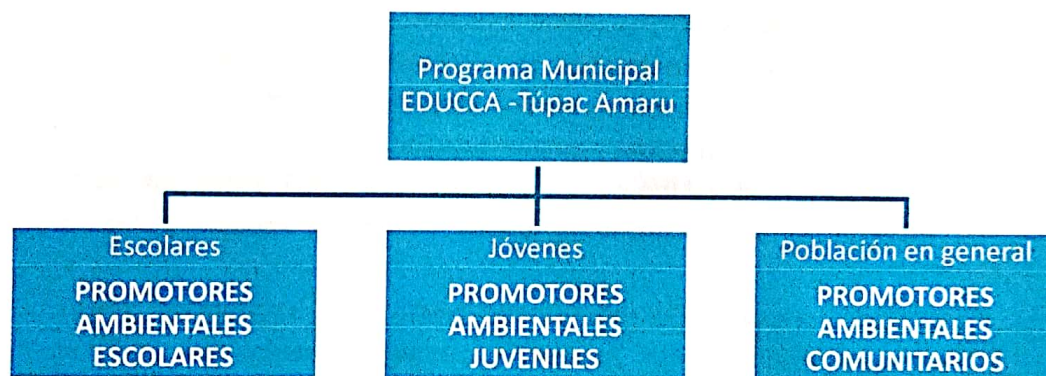 Programa Municipal
EDUCCA -Túpac Amaru
Escolares
PROMOTORES
AMBIENTALES
ESCOLARES
Jóvenes
PROMOTORES
AMBIENTALES
JUVENILES
Población en general
PROMOTORES
AMBIENTALES
COMUNITARIOS